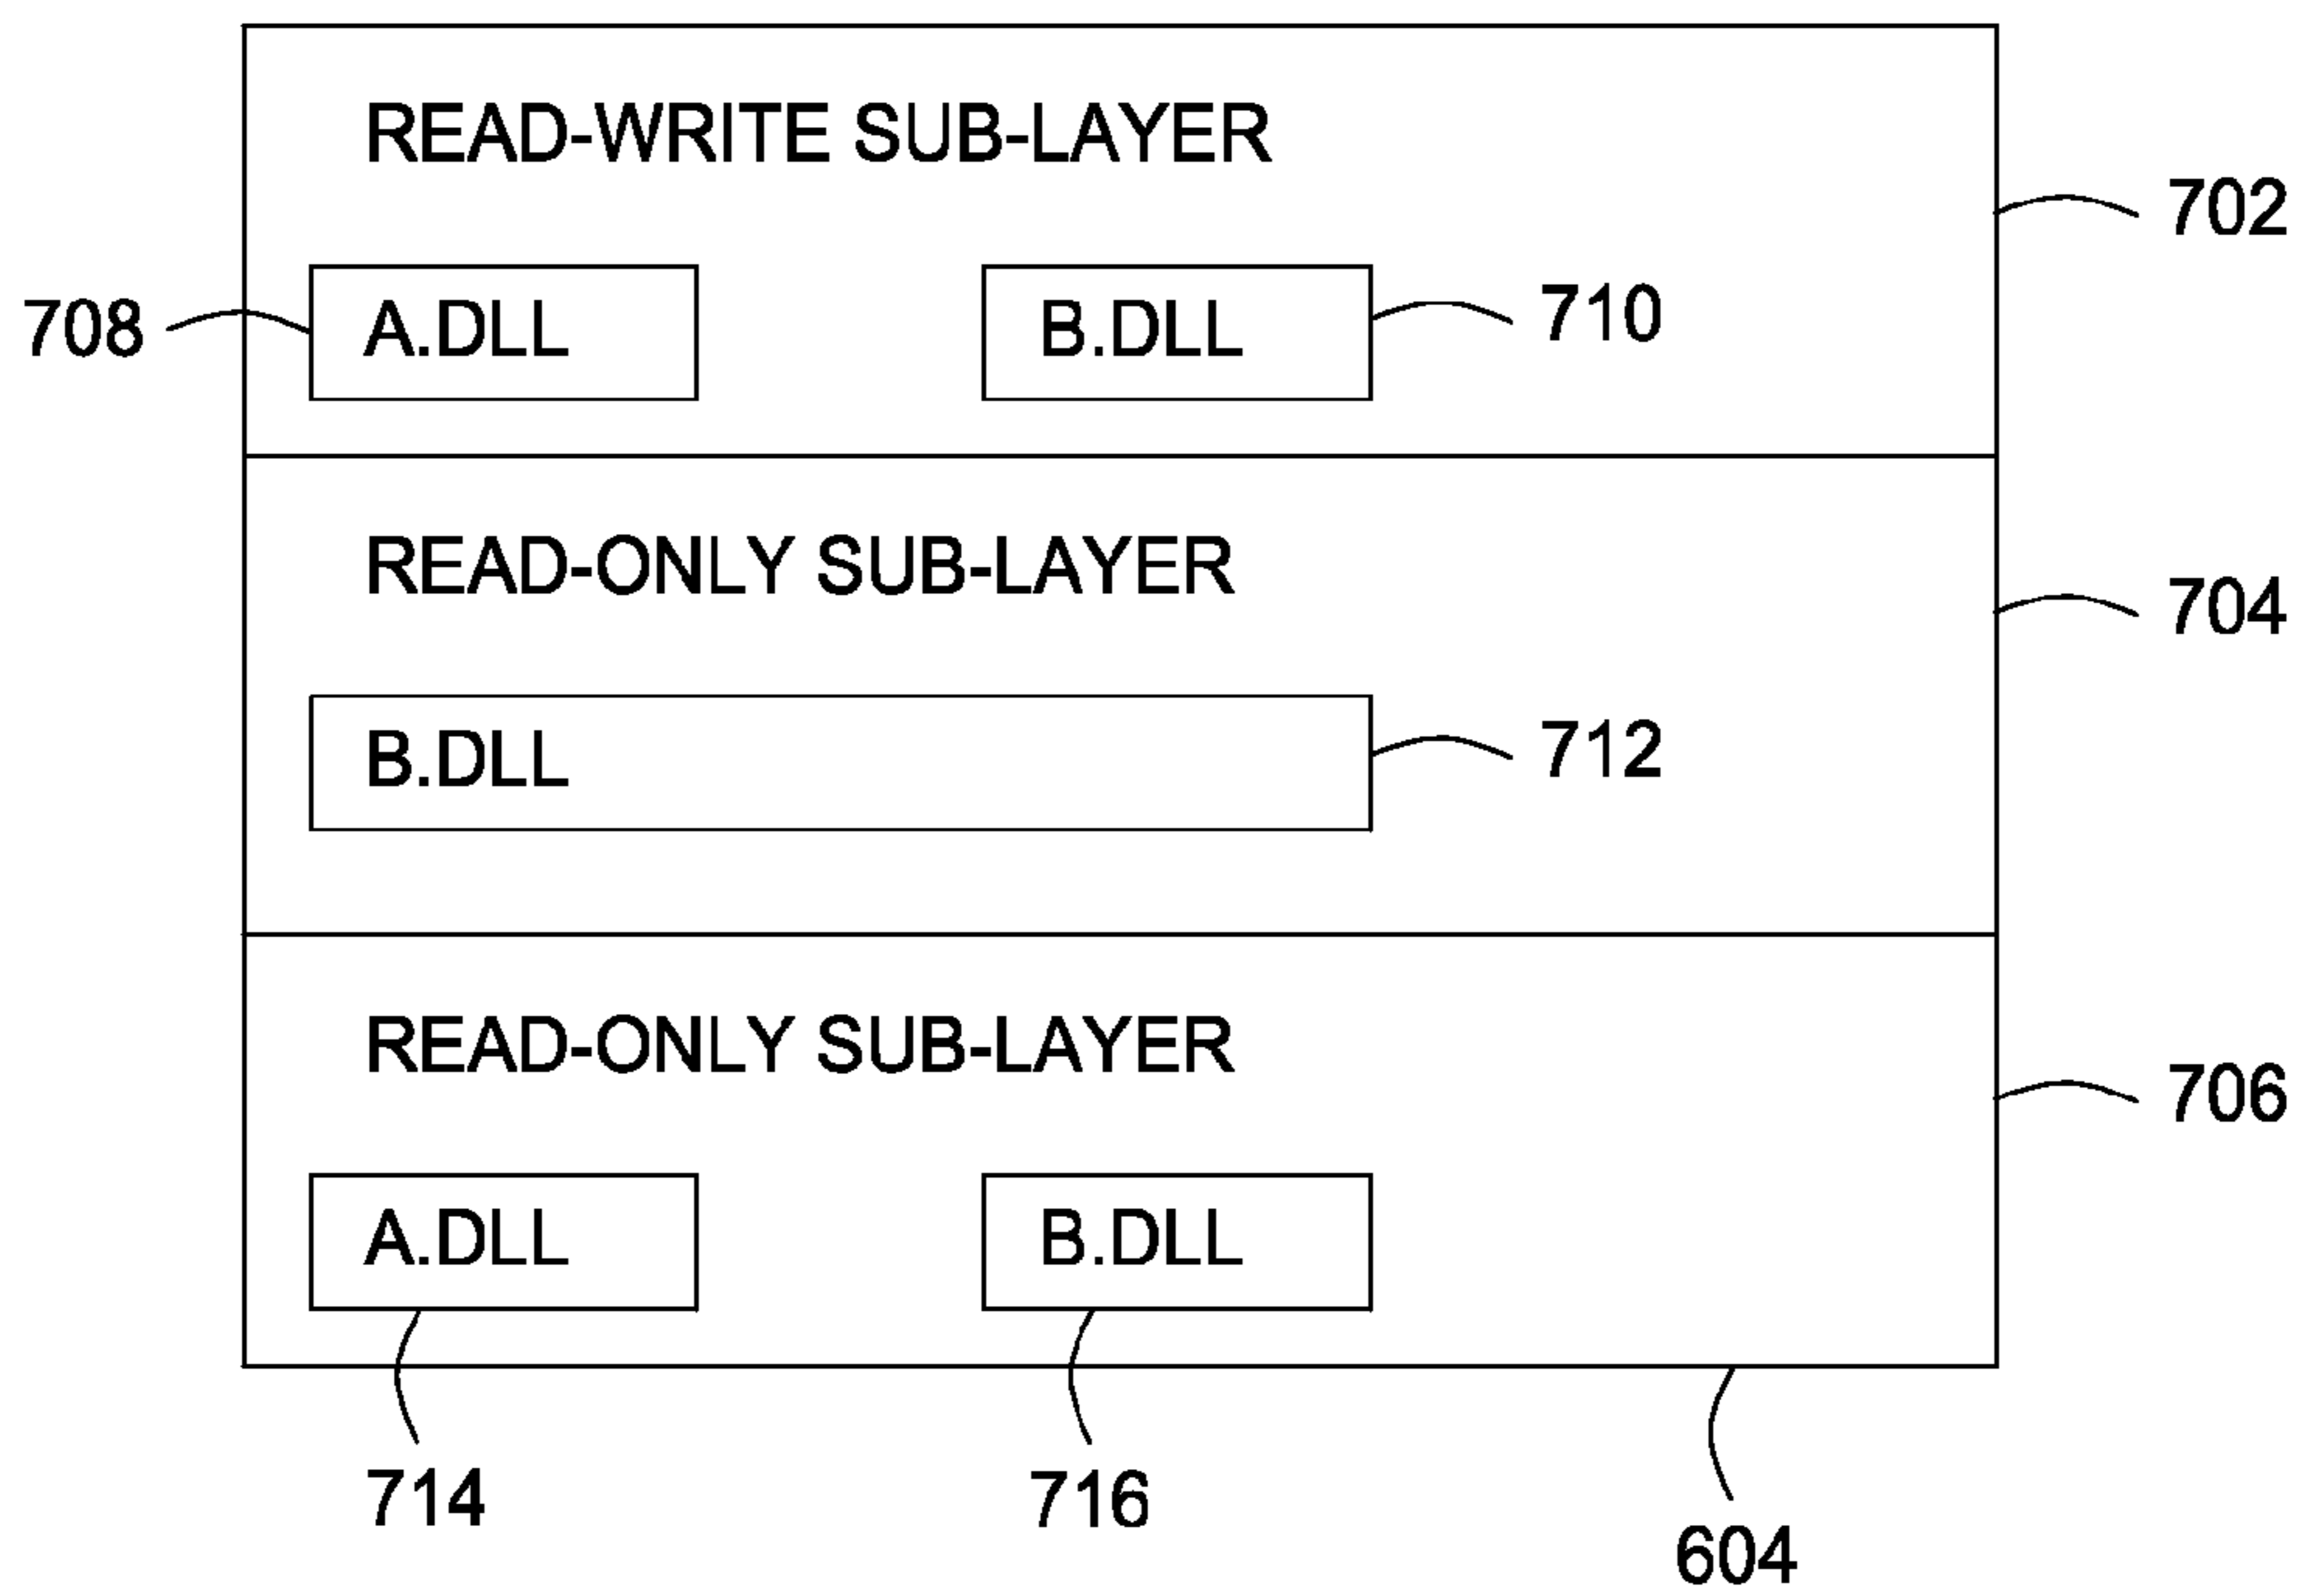 READ-WRITE SUB-LAYER
702
708
A.DLL
B.DLL
710
READ-ONLY SUB-LAYER
704
B.DLL
712
READ-ONLY SUB-LAYER
706
A.DLL
B.DLL
714
716
604